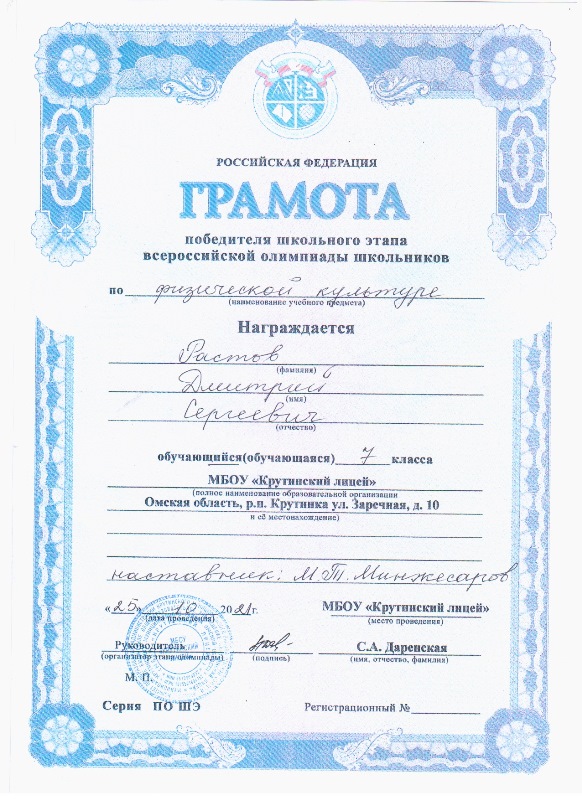 РОССИЙСКАЯ ФЕДЕРАЦИЯ
ГРАМОТА
победителя школьного этапа
всероссийской олимпиады школьников
по физической культуре
(наименование учебного предмета)
Награждается
Растов
(фамилия)
Дмитрий
(имя)
Сергеевич
(отчество)
обучающийся(обучающаяся) 7 класса
МБОУ «Крутинский лицей»
(полное наименование образовательной организации
Омская область, р.п. Крутинка ул. Заречная, д. 10
и её местонахождение)
наставник: М.Т. Минжесаров
«25» 10 2021г. МБОУ «Крутинский лицей»
(дата проведения) (место проведения)
Руководитель С.А. Даренская
(организатор этапа олимпиады) (подпись) (имя, отчество, фамилия)
М. П.
Серия ПО ШЭ Регистрационный №